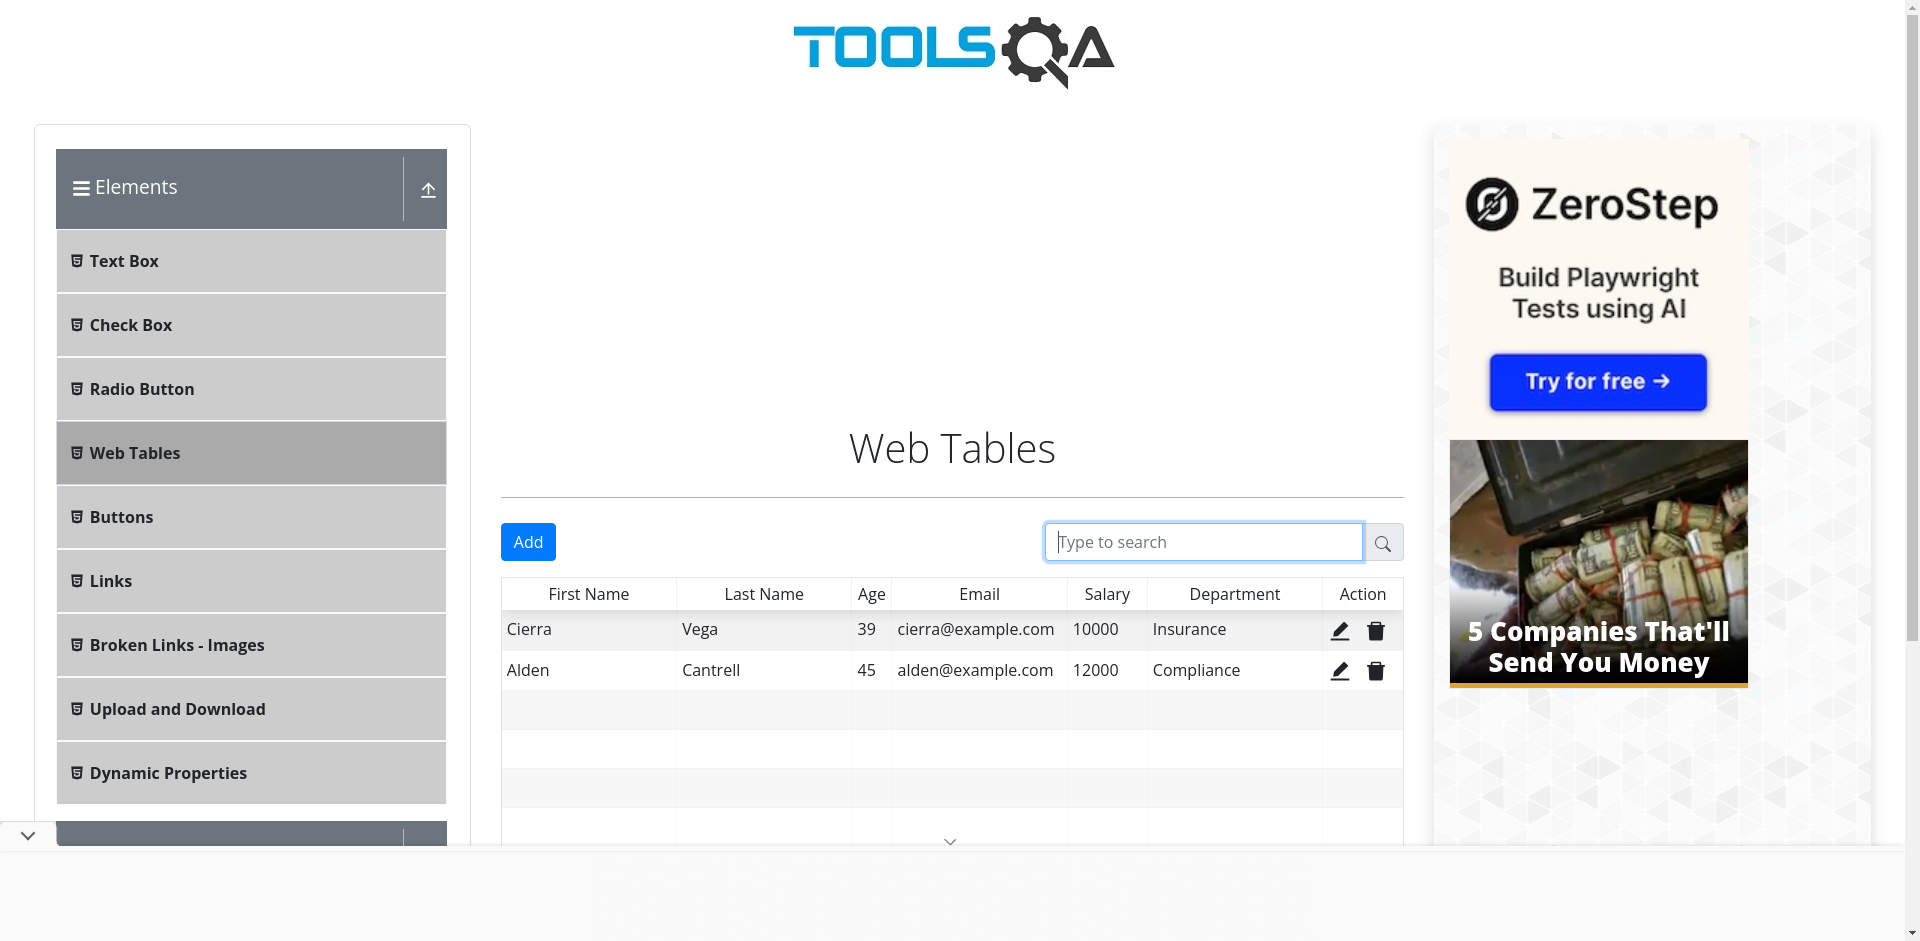 TOOLSQA
Elements
Text Box
Check Box
Radio Button
Web Tables
Buttons
Links
Broken Links - Images
Upload and Download
Dynamic Properties
Web Tables
Add
Type to search
First Name Last Name Age Email Salary Department Action
Cierra Vega 39 cierra@example.com 10000 Insurance
Alden Cantrell 45 alden@example.com 12000 Compliance
ZeroStep
Build Playwright
Tests using AI
Try for free →
5 Companies That'll
Send You Money